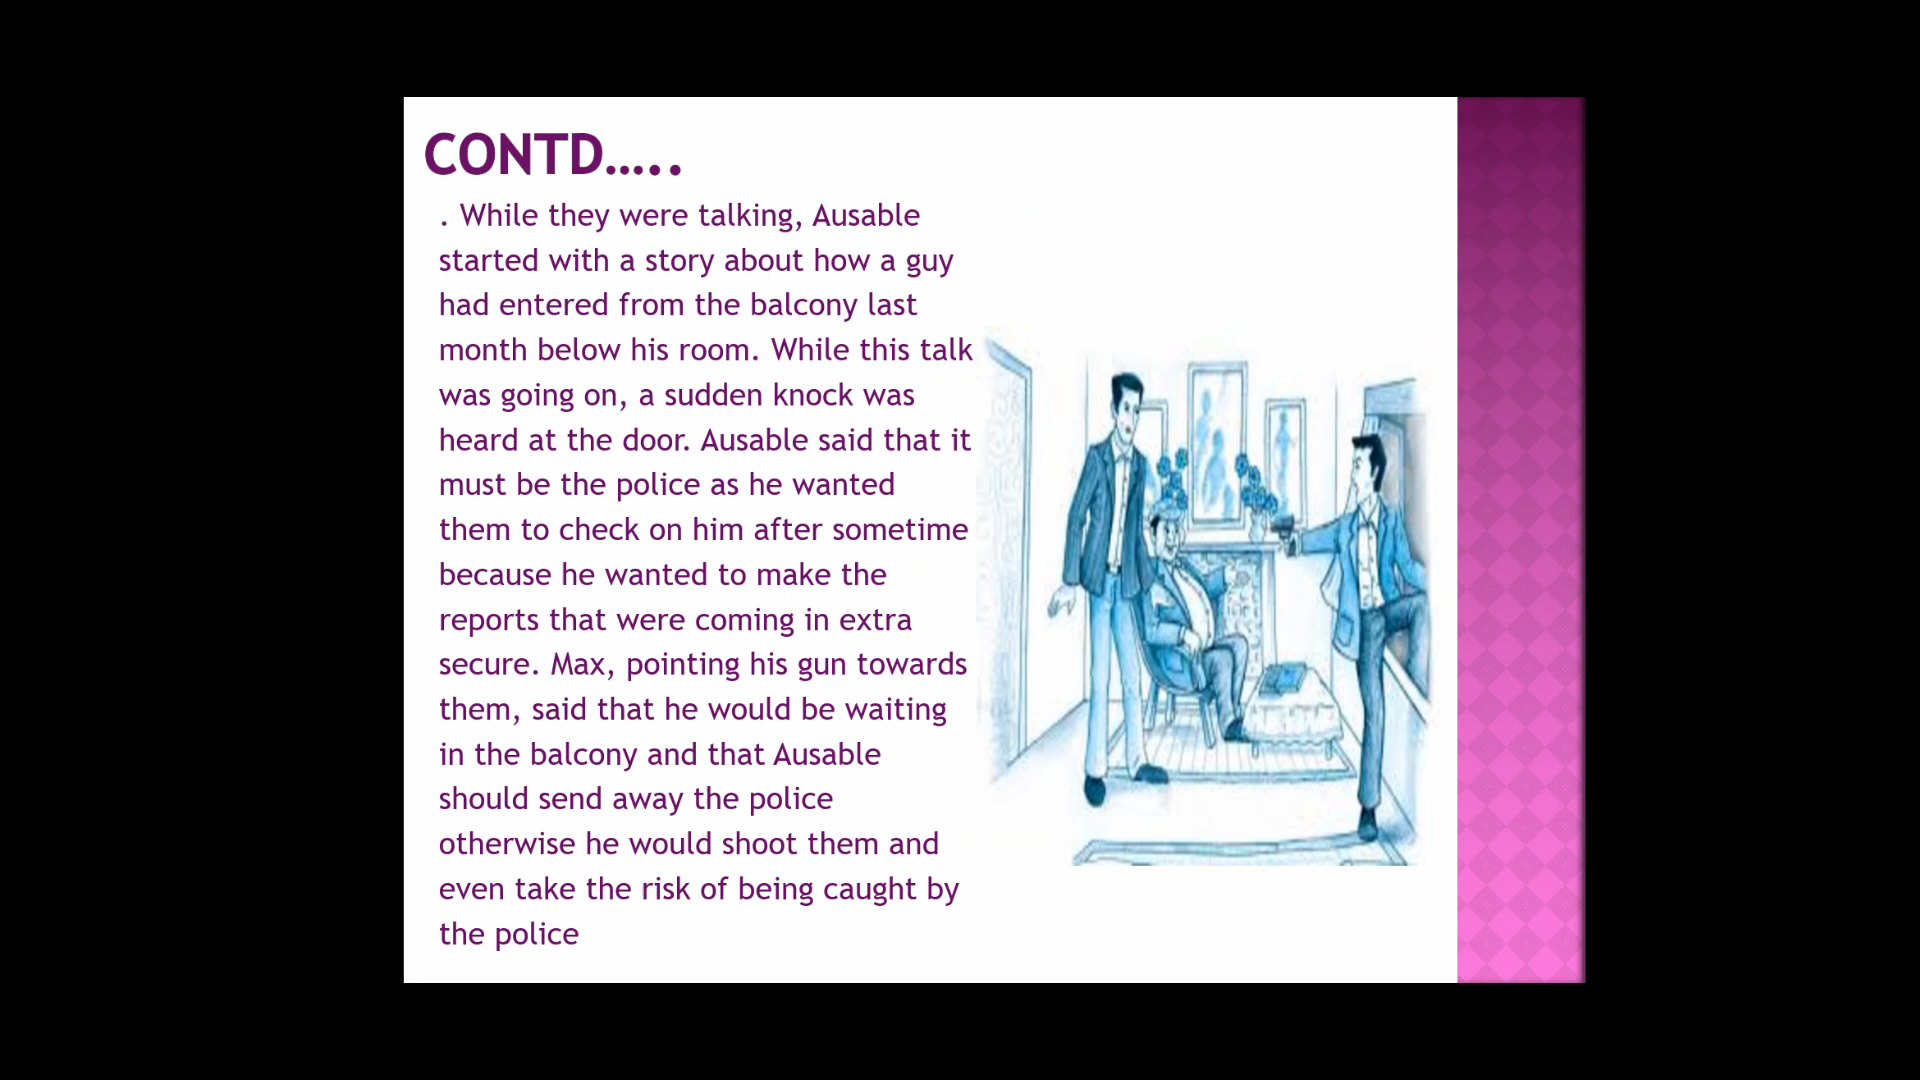 CONTD…..
. While they were talking, Ausable
started with a story about how a guy
had entered from the balcony last
month below his room. While this talk
was going on, a sudden knock was
heard at the door. Ausable said that it
must be the police as he wanted
them to check on him after sometime
because he wanted to make the
reports that were coming in extra
secure. Max, pointing his gun towards
them, said that he would be waiting
in the balcony and that Ausable
should send away the police
otherwise he would shoot them and
even take the risk of being caught by
the police